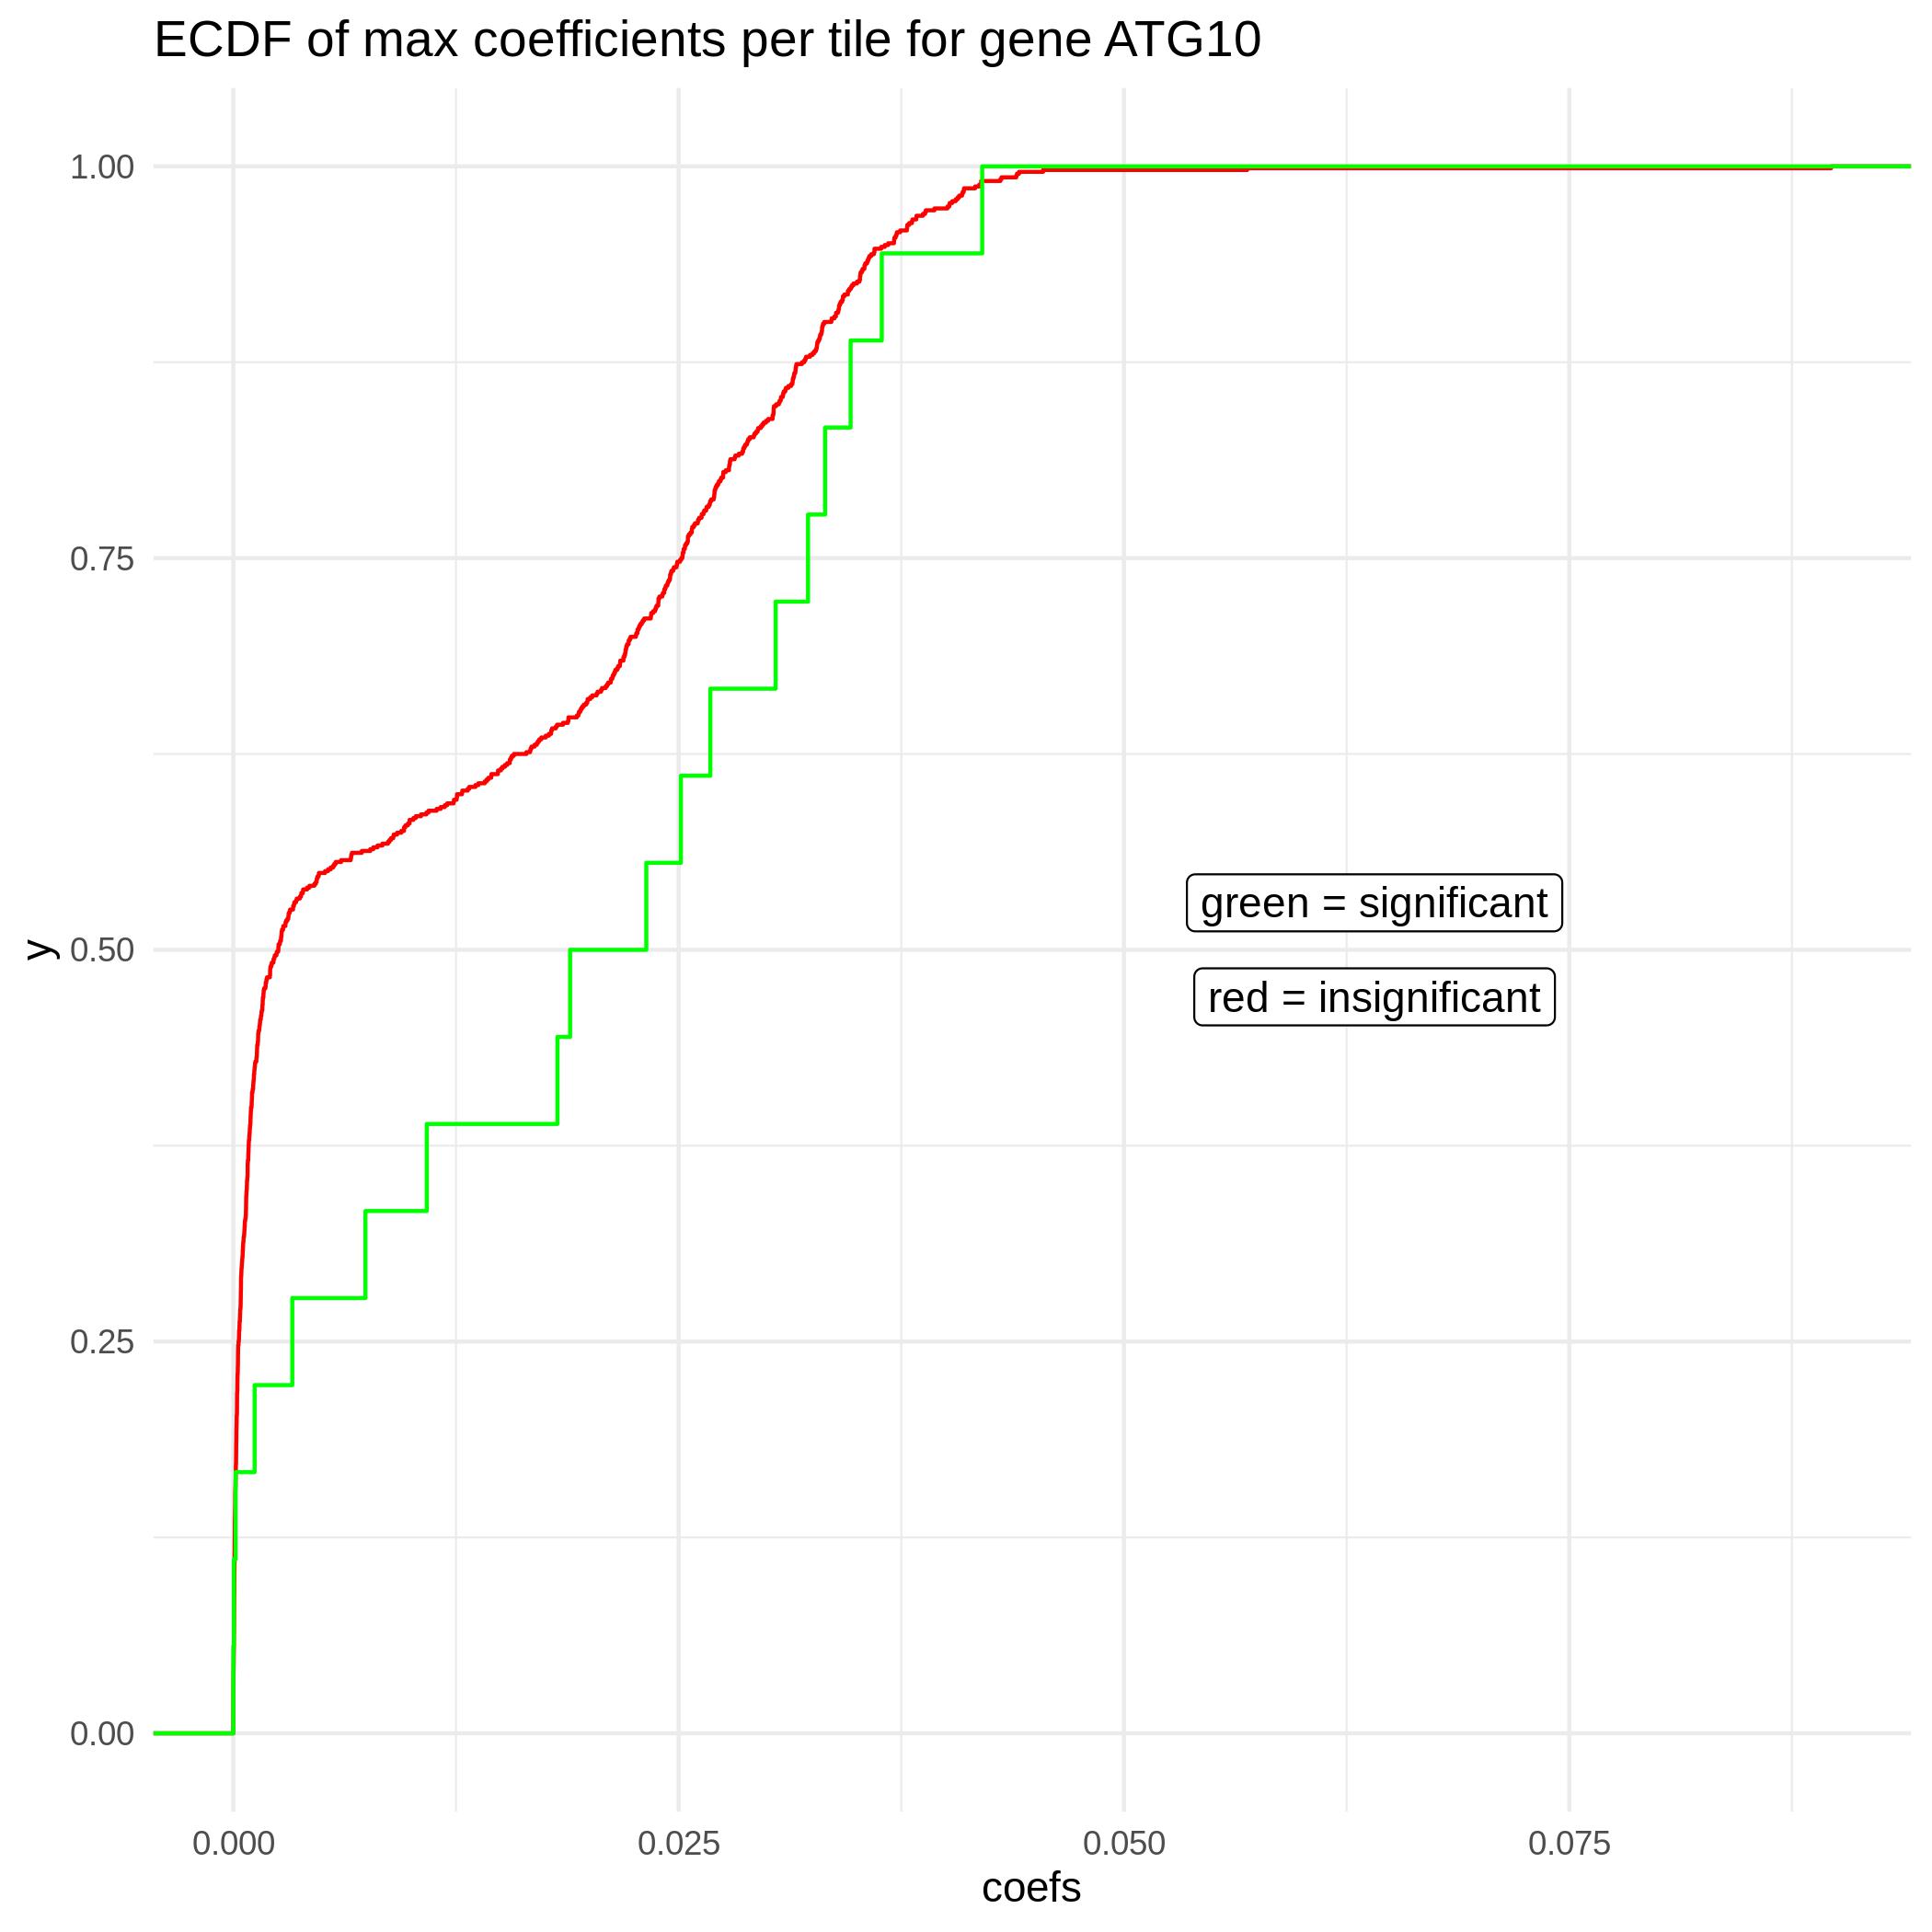 ECDF of max coefficients per tile for gene ATG10
1.00
0.75
0.50
0.25
0.00
y
green = significant
red = insignificant
0.000 0.025 0.050 0.075
coefs